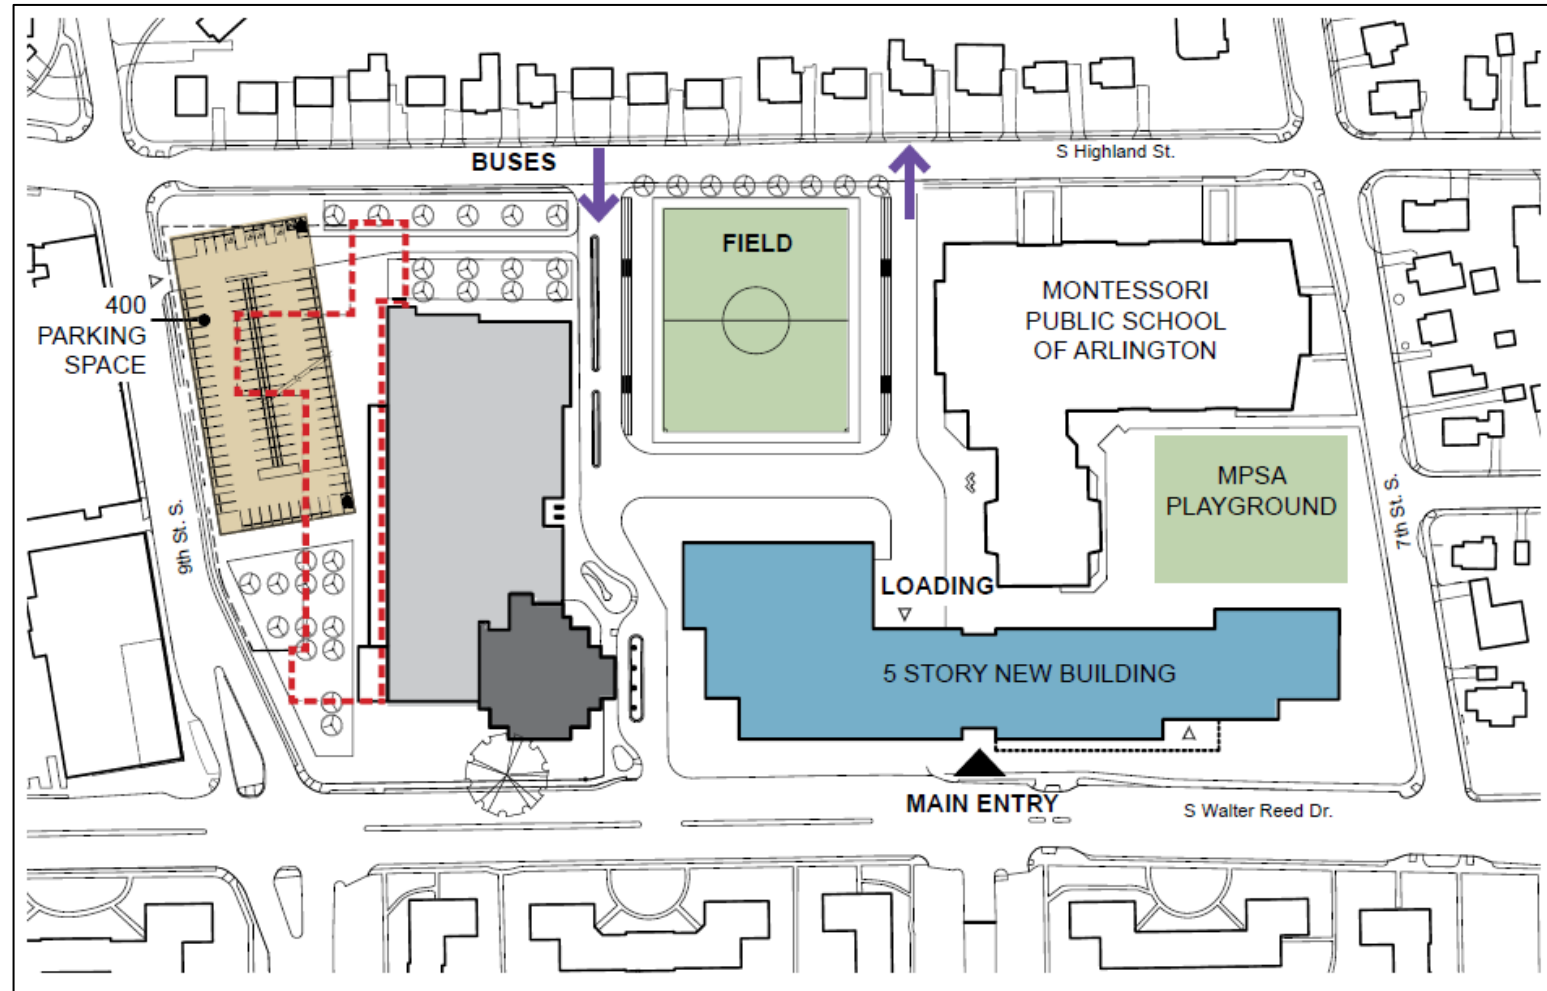 S Highland St.
BUSES
FIELD
MONTESSORI
PUBLIC SCHOOL
OF ARLINGTON
400
PARKING
SPACE
MPSA
PLAYGROUND
9th St. S.
7th St. S.
LOADING
5 STORY NEW BUILDING
MAIN ENTRY
S Walter Reed Dr.